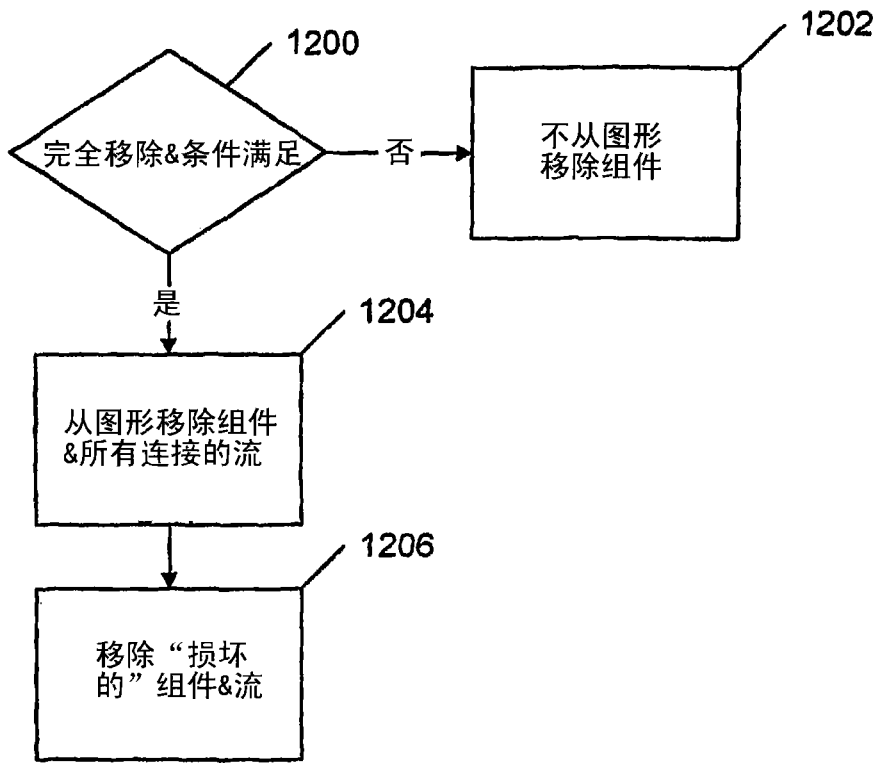 1200
1202
完全移除&条件满足
否
不从图形
移除组件
是
1204
从图形移除组件
&所有连接的流
1206
移除“损坏
的”组件&流